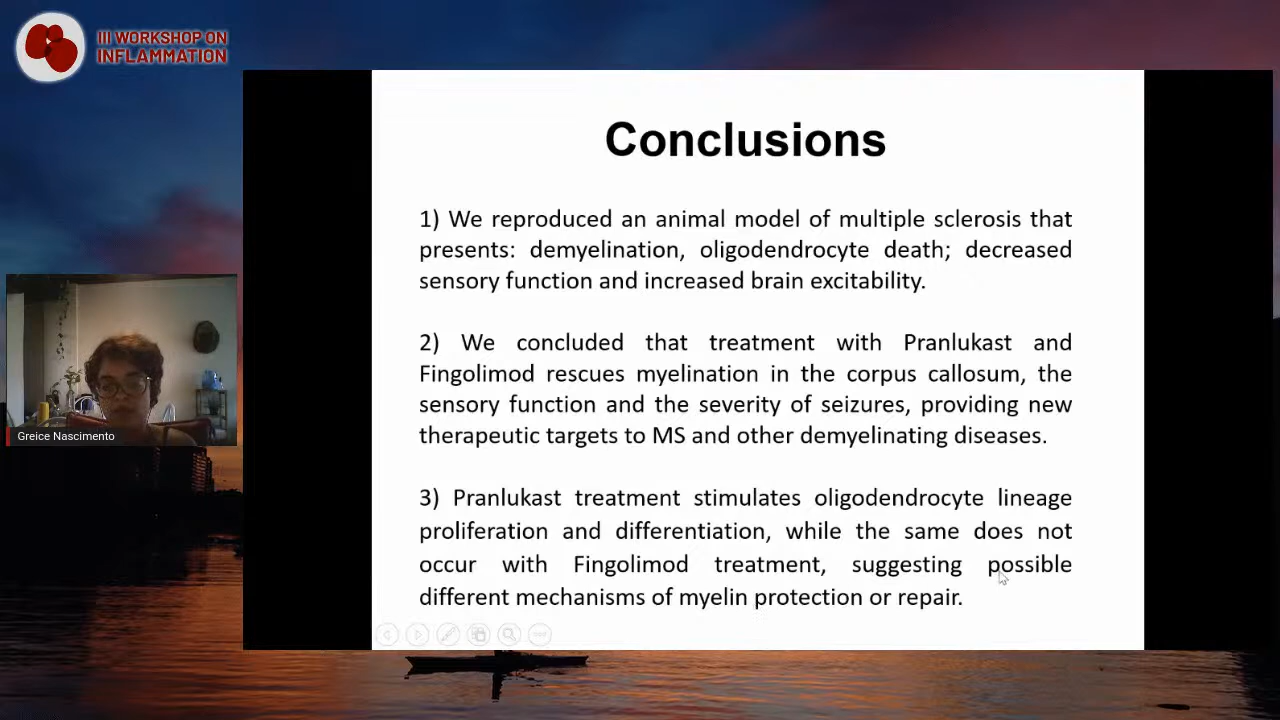 III WORKSHOP ON
INFLAMMATION
Conclusions
1) We reproduced an animal model of multiple sclerosis that
presents: demyelination, oligodendrocyte death; decreased
sensory function and increased brain excitability.
2) We concluded that treatment with Pranlukast and
Fingolimod rescues myelination in the corpus callosum, the
sensory function and the severity of seizures, providing new
therapeutic targets to MS and other demyelinating diseases.
3) Pranlukast treatment stimulates oligodendrocyte lineage
proliferation and differentiation, while the same does not
occur with Fingolimod treatment, suggesting possible
different mechanisms of myelin protection or repair.
Greice Nascimento